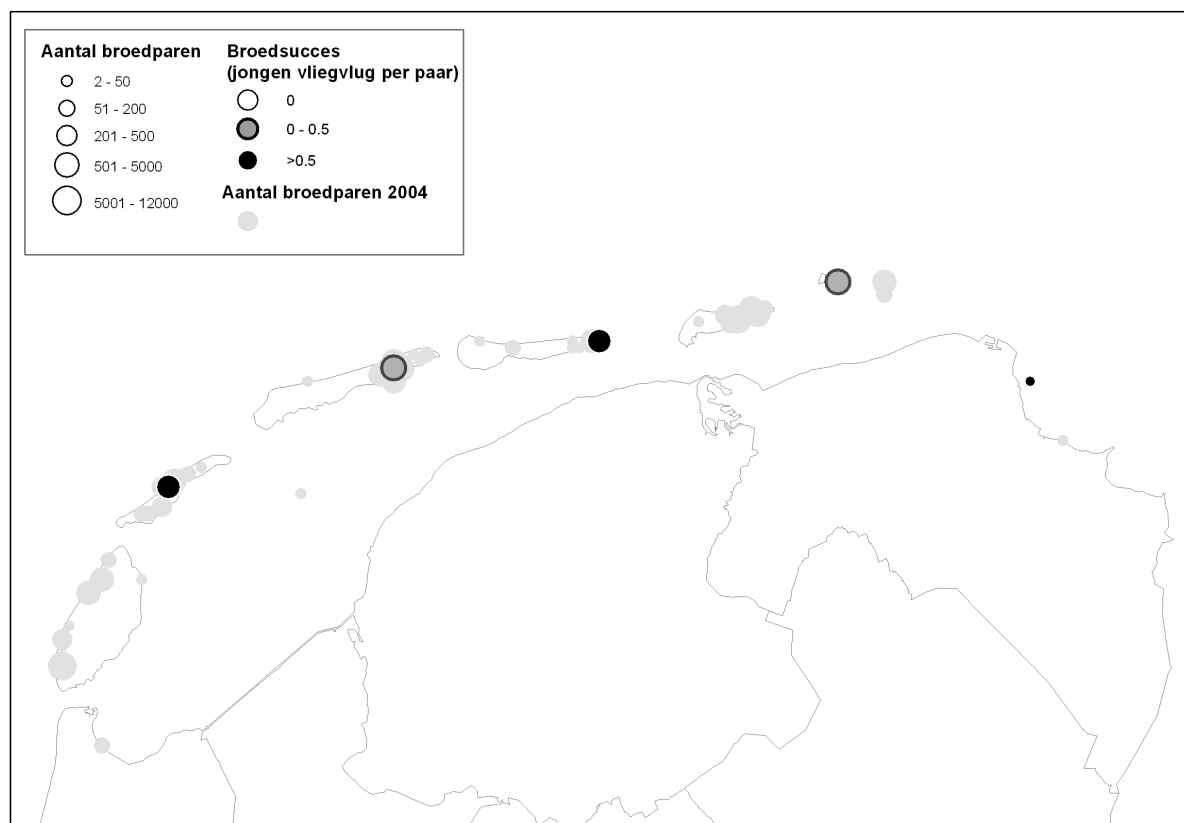 Aantal broedparen
2 - 50
51 - 200
201 - 500
501 - 5000
5001 - 12000
Broedsucces
(jongen vliegvlug per paar)
0
0 - 0.5
>0.5
Aantal broedparen 2004